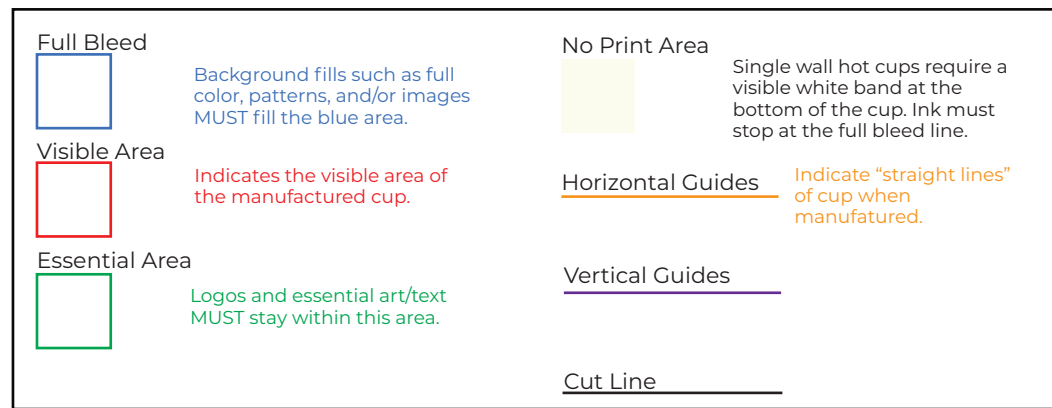 Full Bleed
Background fills such as full
color, patterns, and/or images
MUST fill the blue area.
Visible Area
Indicates the visible area of
the manufactured cup.
Essential Area
Logos and essential art/text
MUST stay within this area.
No Print Area
Single wall hot cups require a
visible white band at the
bottom of the cup. Ink must
stop at the full bleed line.
Horizontal Guides
Indicate “straight lines”
of cup when
manufatured.
Vertical Guides
Cut Line